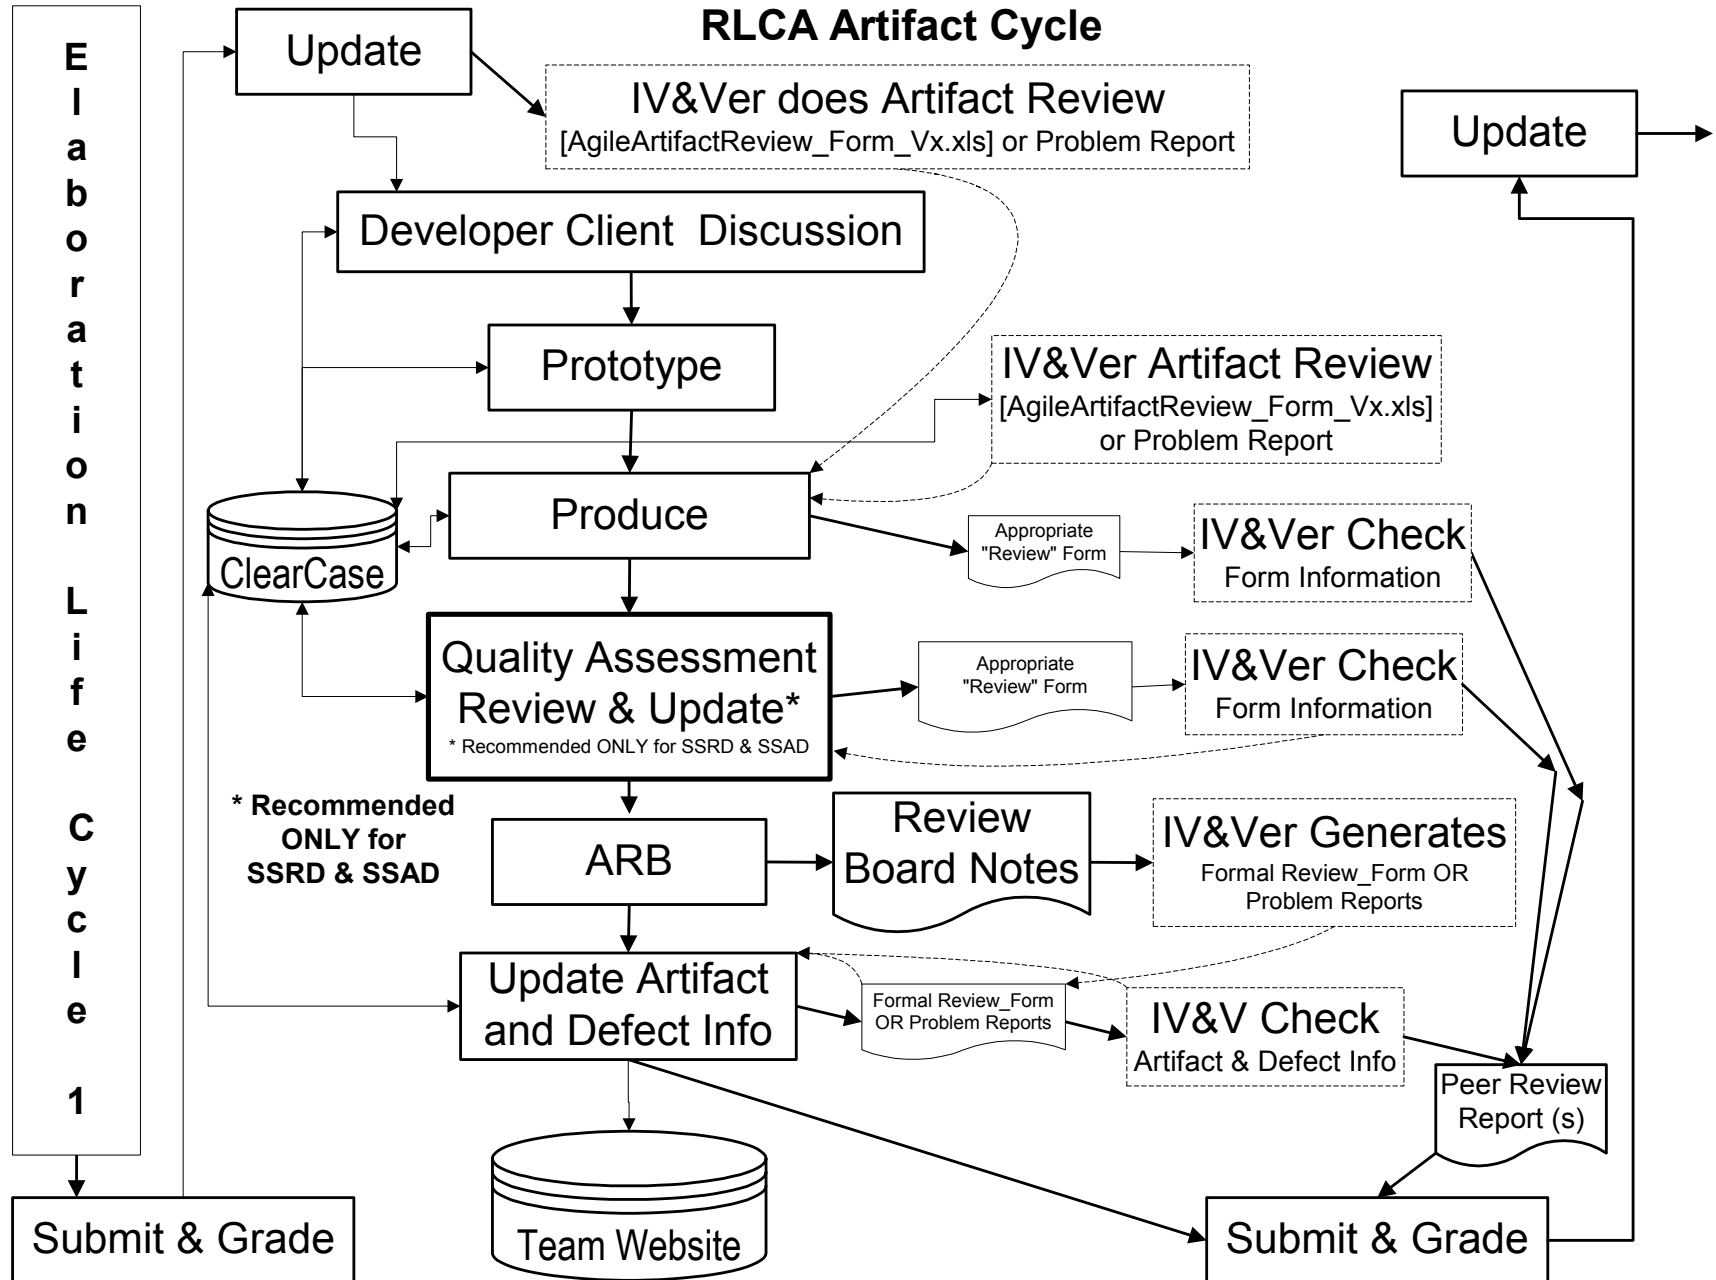 RLCA Artifact Cycle
Elaboration Life Cycle 1
Update
IV&Ver does Artifact Review
[AgileArtifactReview_Form_Vx.xls] or Problem Report
Update
Developer Client Discussion
Prototype
IV&Ver Artifact Review
[AgileArtifactReview_Form_Vx.xls]
or Problem Report
Produce
ClearCase
Appropriate
"Review" Form
IV&Ver Check
Form Information
Quality Assessment
Review & Update*
* Recommended ONLY for SSRD & SSAD
Appropriate
"Review" Form
IV&Ver Check
Form Information
* Recommended
ONLY for
SSRD & SSAD
ARB
Review
Board Notes
IV&Ver Generates
Formal Review_Form OR
Problem Reports
Update Artifact
and Defect Info
Formal Review_Form
OR Problem Reports
IV&V Check
Artifact & Defect Info
Peer Review
Report (s)
Submit & Grade
Team Website
Submit & Grade